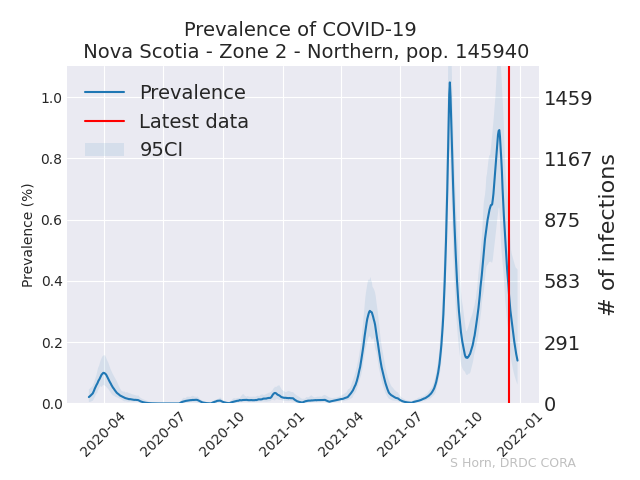 Prevalence of COVID-19
Nova Scotia - Zone 2 - Northern, pop. 145940
Prevalence
Latest data
95CI
Prevalence (%)
1.0
0.8
0.6
0.4
0.2
0.0
1459
1167
875
583
291
0
# of infections
2020-04
2020-07
2020-10
2021-01
2021-04
2021-07
2021-10
2022-01
S Horn, DRDC CORA